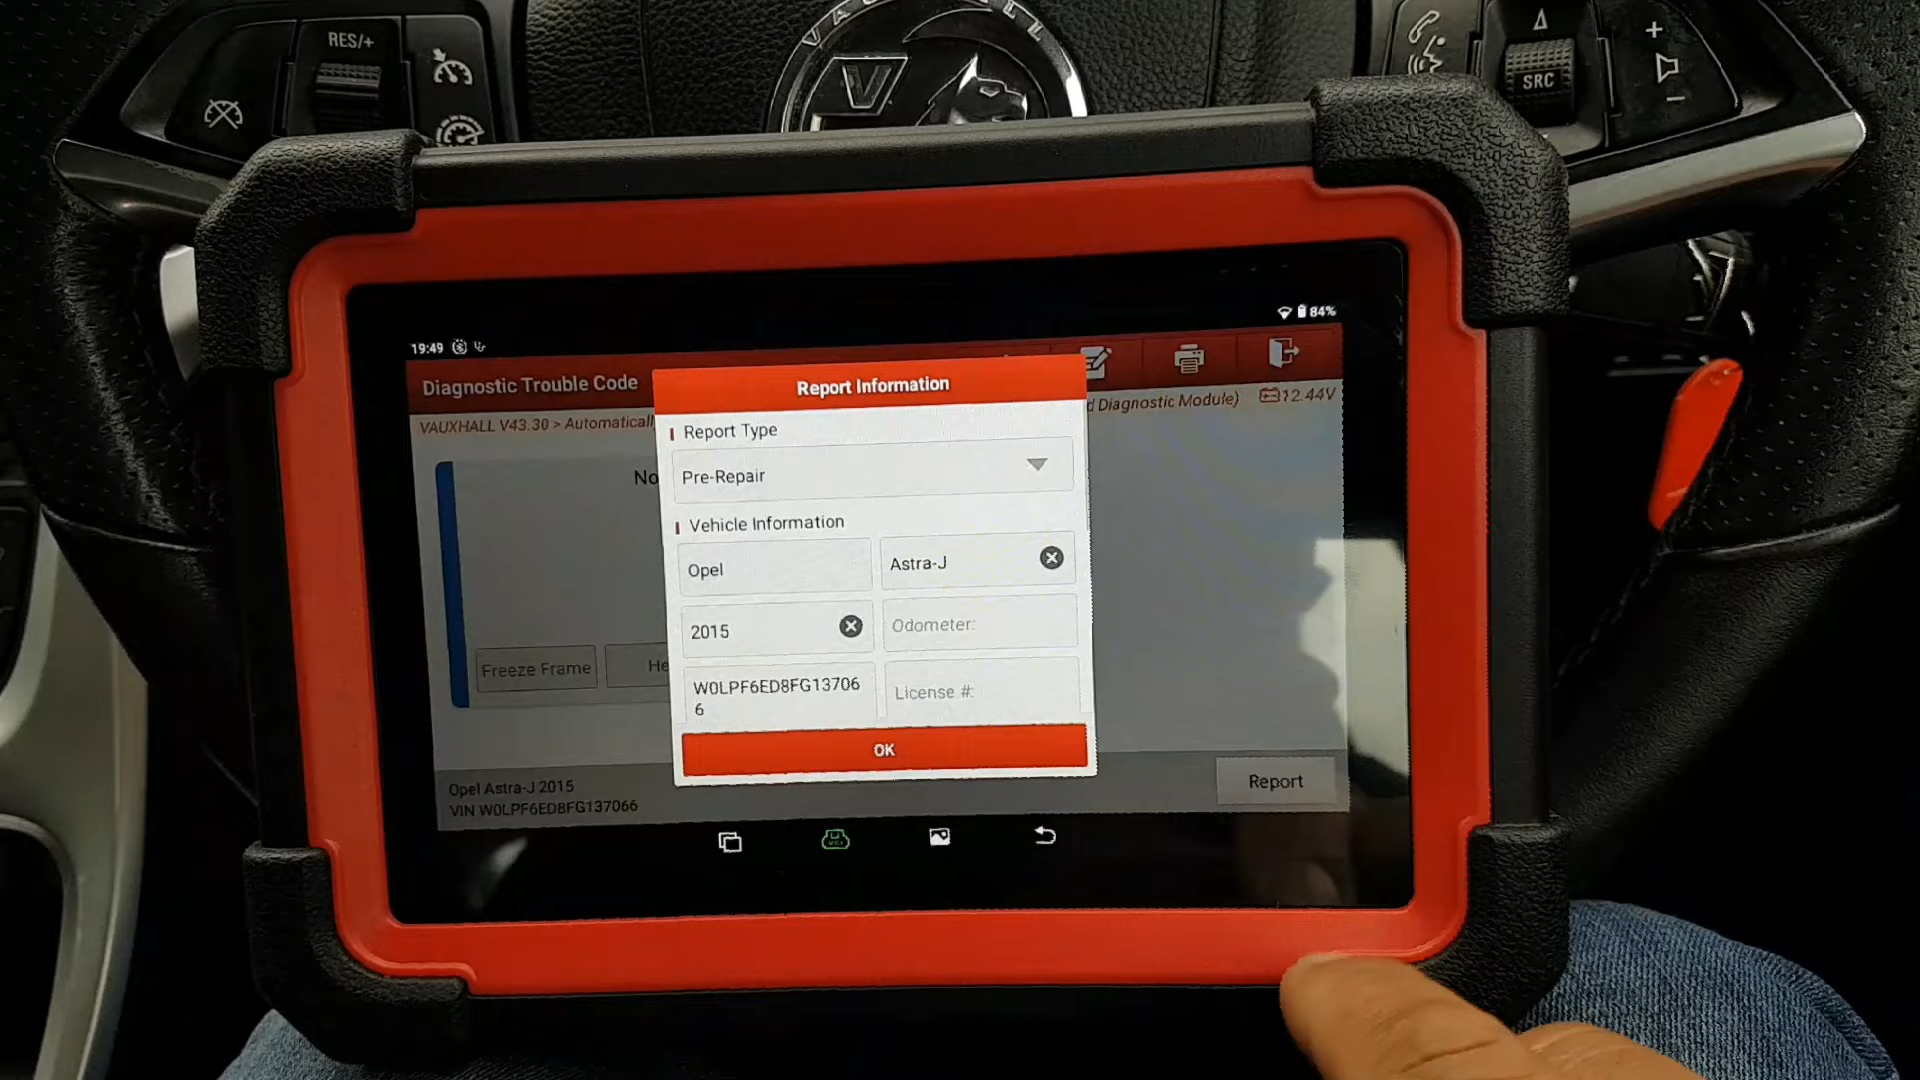 RES/+
VAUXHALL
V
SRC
+
−
19:49
84%
Diagnostic Trouble Code
Report Information
VAUXHALL V43.30 > Automaticall
d Diagnostic Module)
12.44V
Report Type
No
Pre-Repair
Vehicle Information
Opel
Astra-J
2015
Odometer:
Freeze Frame
He
W0LPF6ED8FG13706
6
License #:
OK
Opel Astra-J 2015
VIN W0LPF6ED8FG137066
Report
VCI